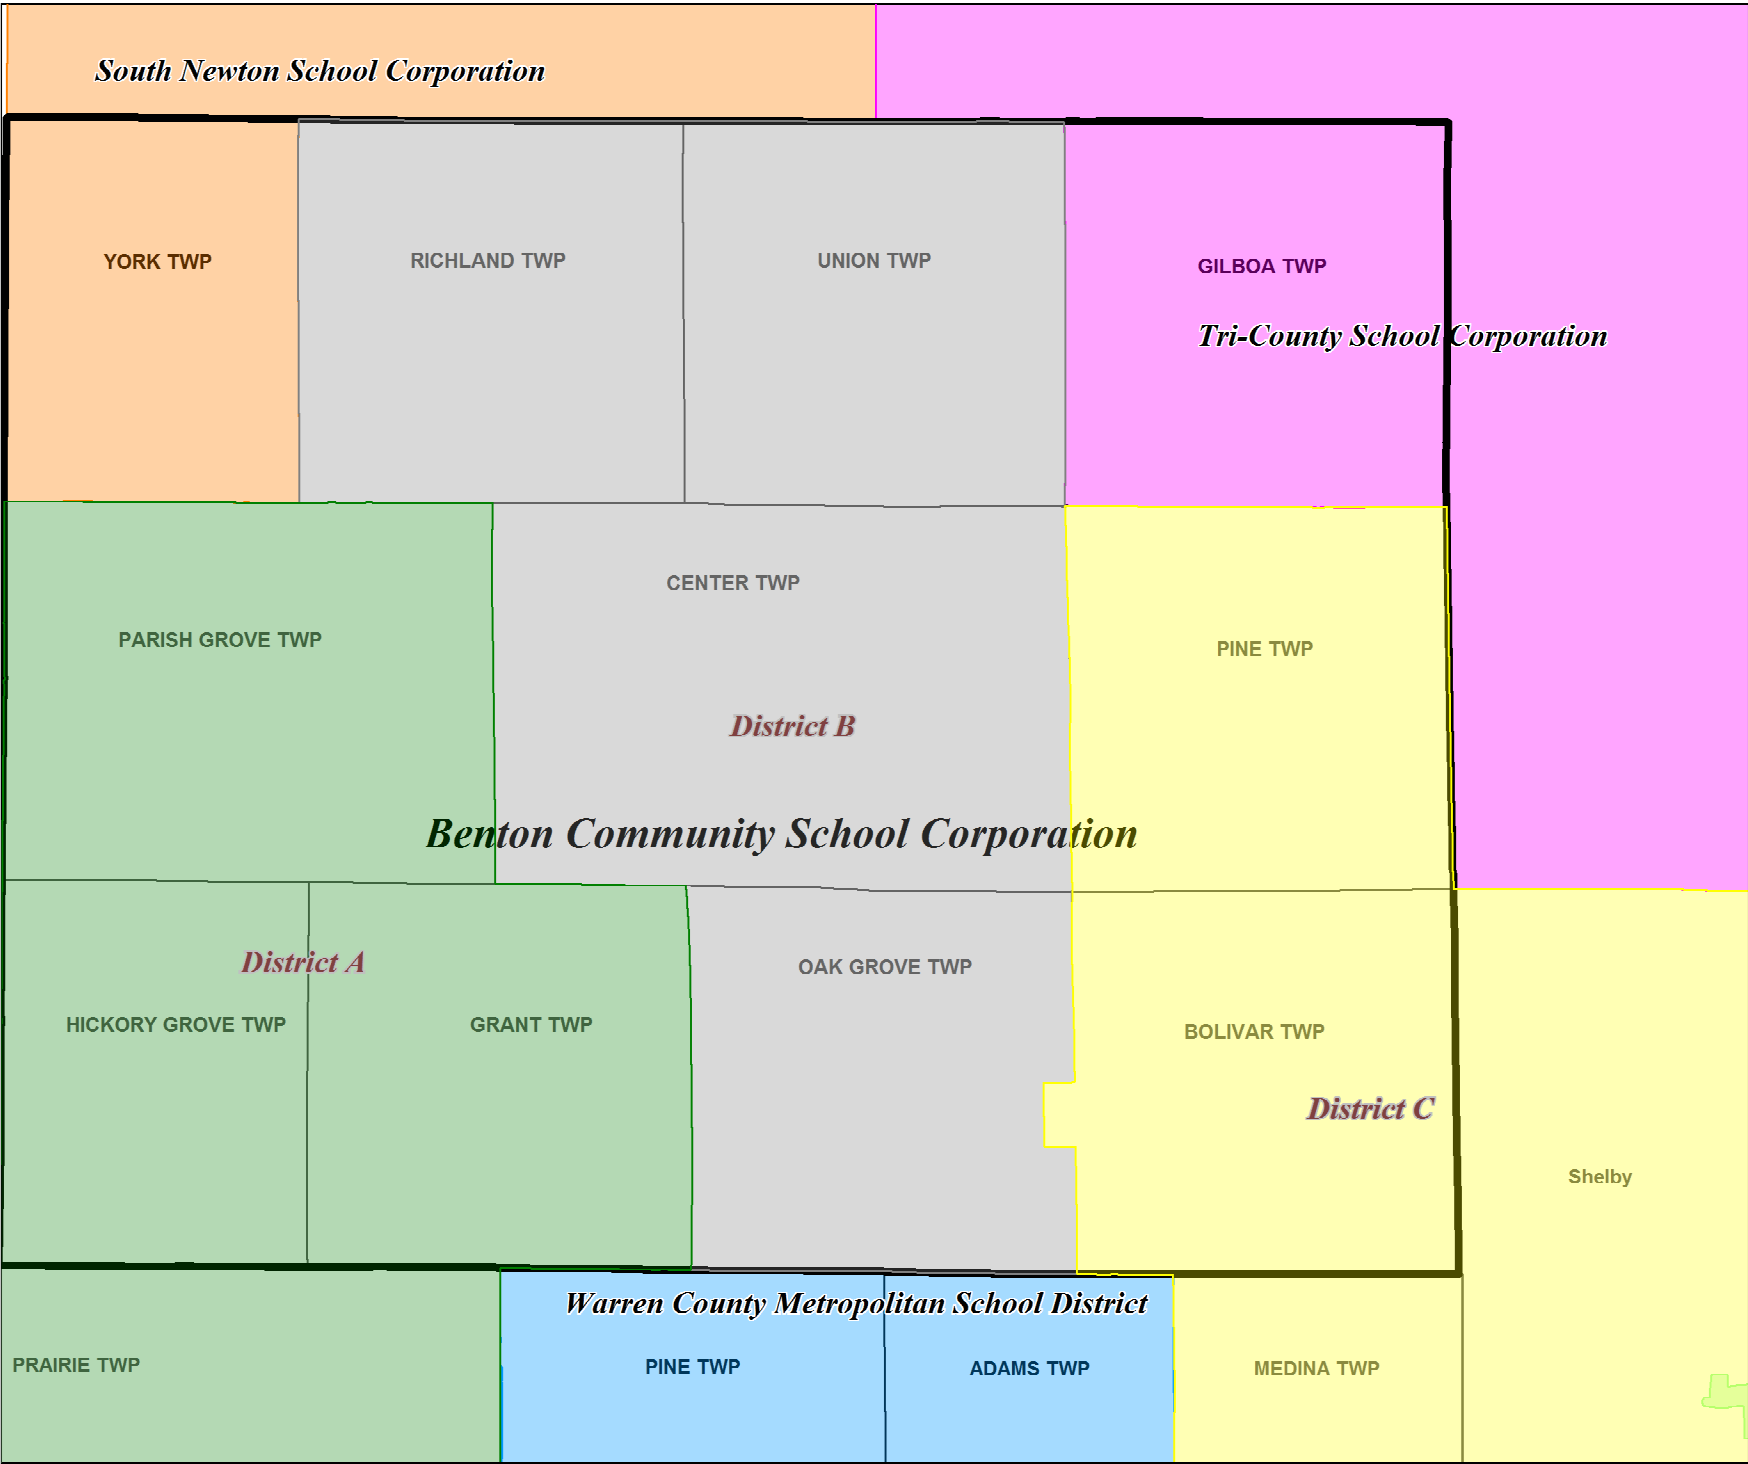 South Newton School Corporation
YORK TWP
RICHLAND TWP
UNION TWP
GILBOA TWP
Tri-County School Corporation
CENTER TWP
PARISH GROVE TWP
PINE TWP
District B
Benton Community School Corporation
District A
OAK GROVE TWP
HICKORY GROVE TWP
GRANT TWP
BOLIVAR TWP
District C
Shelby
Warren County Metropolitan School District
PRAIRIE TWP
PINE TWP
ADAMS TWP
MEDINA TWP